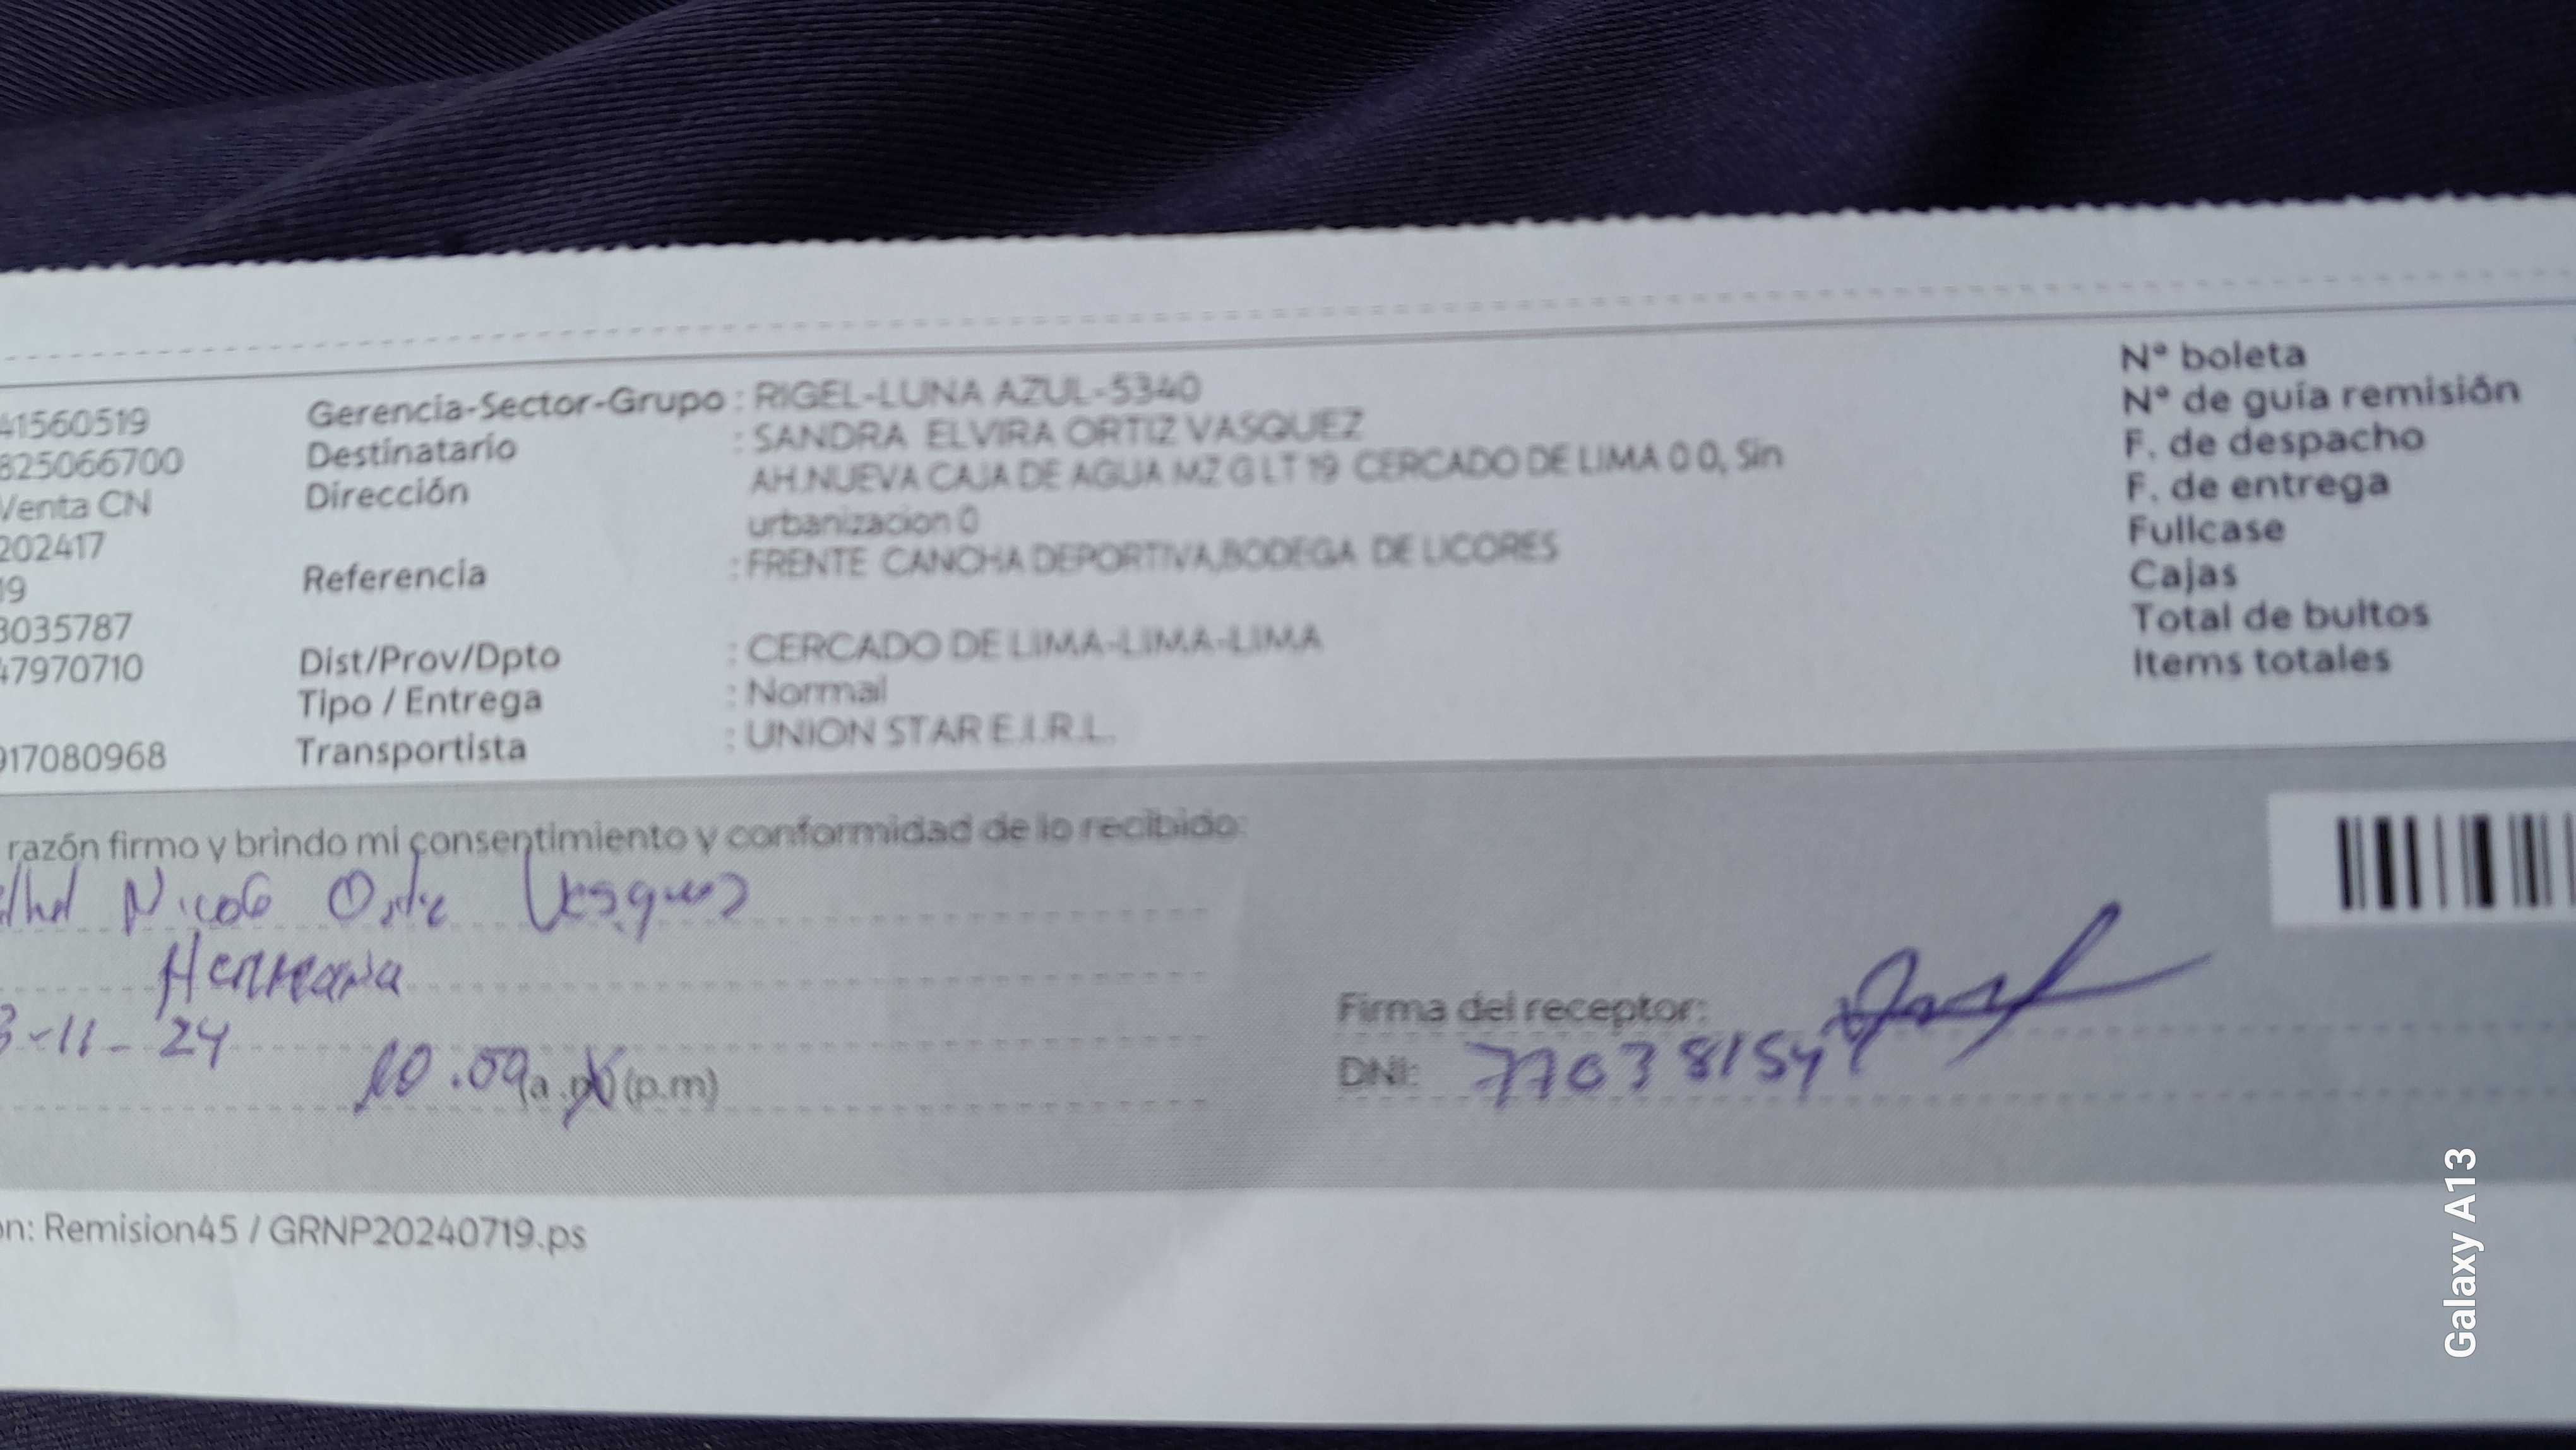 41560519 Gerencia-Sector-Grupo : RIGEL-LUNA AZUL-5340 N° boleta
825066700 Destinatario : SANDRA ELVIRA ORTIZ VASQUEZ N° de guía remisión
Venta CN Dirección AH.NUEVA CAJA DE AGUA MZ G LT 19 CERCADO DE LIMA 0 0, Sin F. de despacho
202417 urbanizacion 0 F. de entrega
19 Referencia : FRENTE CANCHA DEPORTIVA,BODEGA DE LICORES Fullcase
Cajas
3035787 Dist/Prov/Dpto : CERCADO DE LIMA-LIMA-LIMA Total de bultos
47970710 Tipo / Entrega : Normal Items totales
917080968 Transportista : UNION STAR E.I.R.L.
razón firmo y brindo mi consentimiento y conformidad de lo recibido:
Nicole Vasquez
Hermana
3-11-24 Firma del receptor:
10.09 (a.m) (p.m) DNI: 77038154
on: Remision45 / GRNP20240719.ps
Galaxy A13